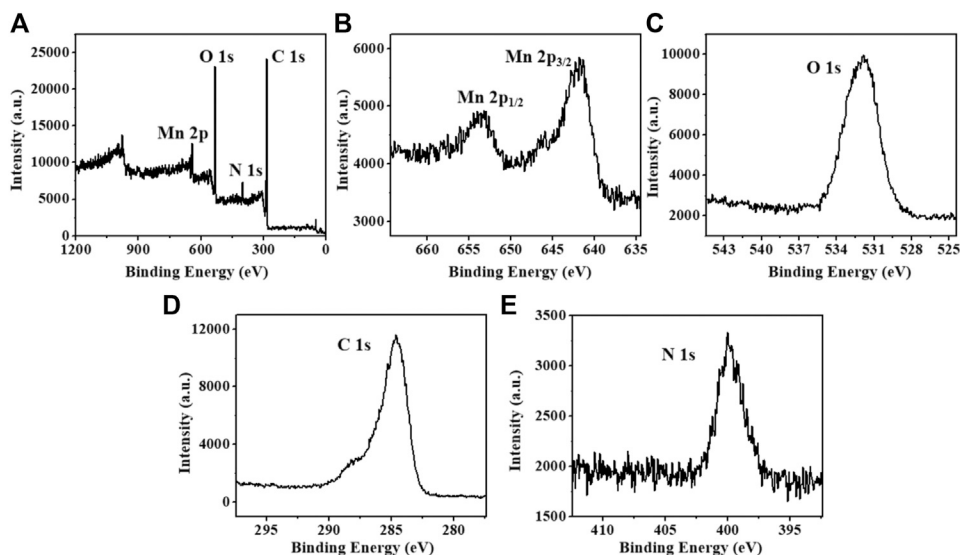 A
Intensity (a.u.)
25000
20000
15000
10000
5000
0
O 1s
C 1s
Mn 2p
N 1s
1200
900
600
300
0
Binding Energy (eV)
B
Intensity (a.u.)
6000
5000
4000
3000
Mn 2p3/2
Mn 2p1/2
660
655
650
645
640
635
Binding Energy (eV)
C
Intensity (a.u.)
10000
8000
6000
4000
2000
O 1s
543
540
537
534
531
528
525
Binding Energy (eV)
D
Intensity (a.u.)
12000
8000
4000
0
C 1s
295
290
285
280
Binding Energy (eV)
E
Intensity (a.u.)
3500
3000
2500
2000
1500
N 1s
410
405
400
395
Binding Energy (eV)